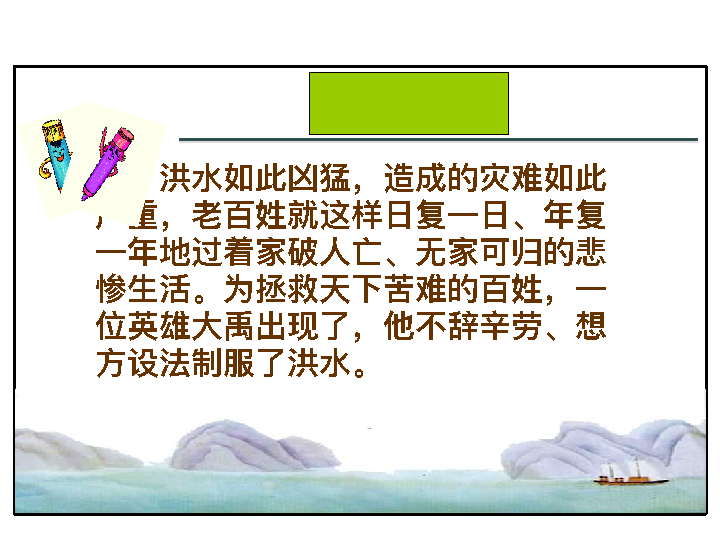 洪水如此凶猛，造成的灾难如此
重，老百姓就这样日复一日、年复
一年地过着家破人亡、无家可归的悲
惨生活。为拯救天下苦难的百姓，一
位英雄大禹出现了，他不辞辛劳、想
方设法制服了洪水。